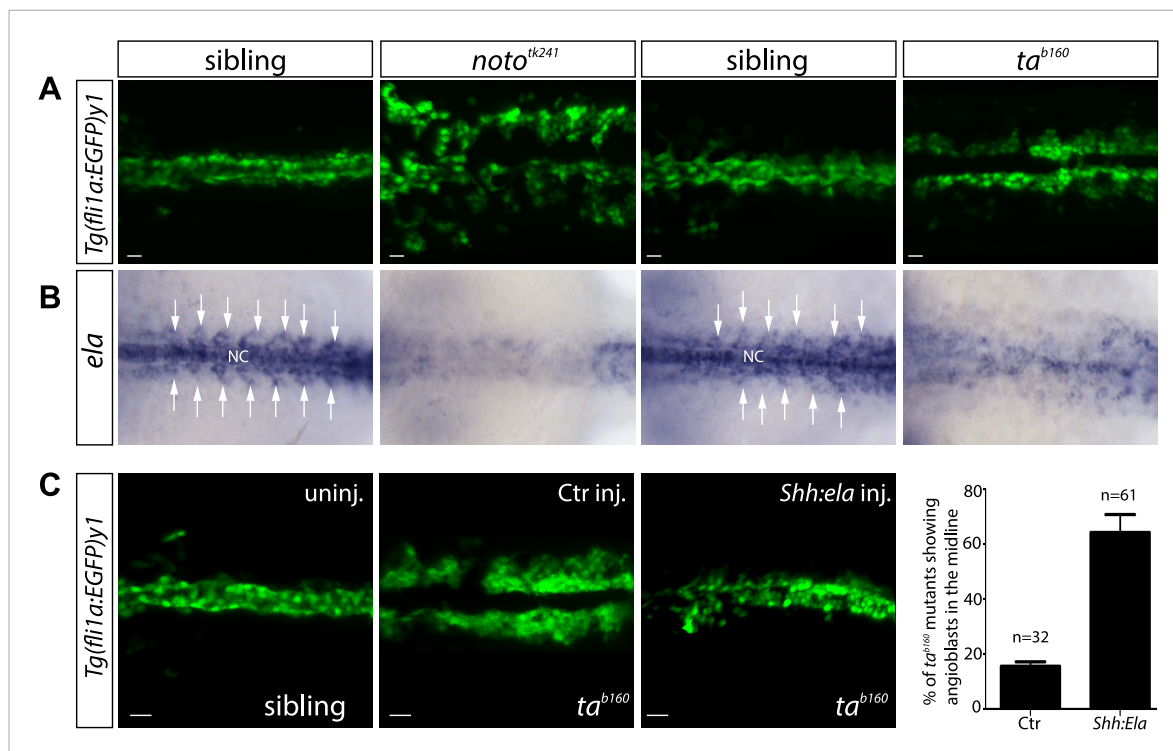 sibling
noto^tk241
sibling
ta^b160
A
Tg(fli1a:EGFP)y1
B
ela
NC
NC
C
Tg(fli1a:EGFP)y1
uninj.
sibling
Ctr inj.
ta^b160
Shh:ela inj.
ta^b160
% of ta^b160 mutants showing
angioblasts in the midline
80
60
40
20
0
n=32
n=61
Ctr
Shh:Ela